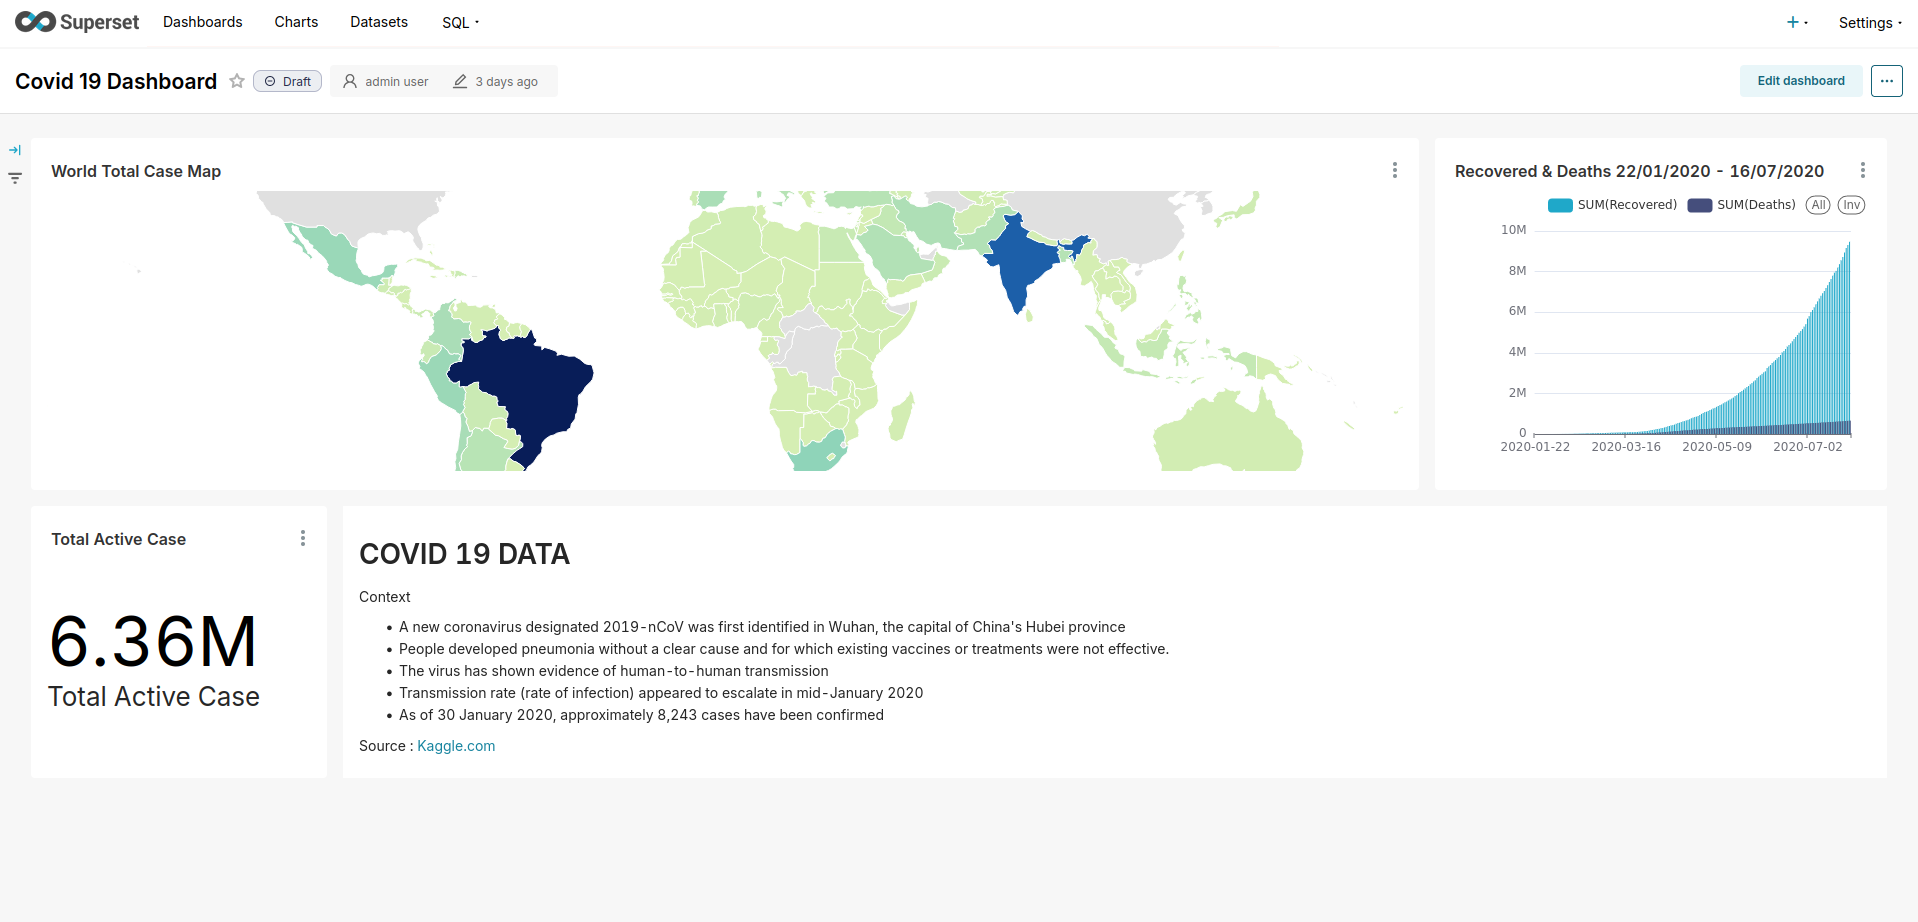 Superset
Dashboards Charts Datasets SQL
+ Settings
Covid 19 Dashboard Draft admin user 3 days ago
Edit dashboard ...
World Total Case Map
Recovered & Deaths 22/01/2020 - 16/07/2020
SUM(Recovered) SUM(Deaths) All Inv
10M
8M
6M
4M
2M
0
2020-01-22 2020-03-16 2020-05-09 2020-07-02
Total Active Case
6.36M
Total Active Case
COVID 19 DATA
Context
• A new coronavirus designated 2019-nCoV was first identified in Wuhan, the capital of China's Hubei province
• People developed pneumonia without a clear cause and for which existing vaccines or treatments were not effective.
• The virus has shown evidence of human-to-human transmission
• Transmission rate (rate of infection) appeared to escalate in mid-January 2020
• As of 30 January 2020, approximately 8,243 cases have been confirmed
Source : Kaggle.com